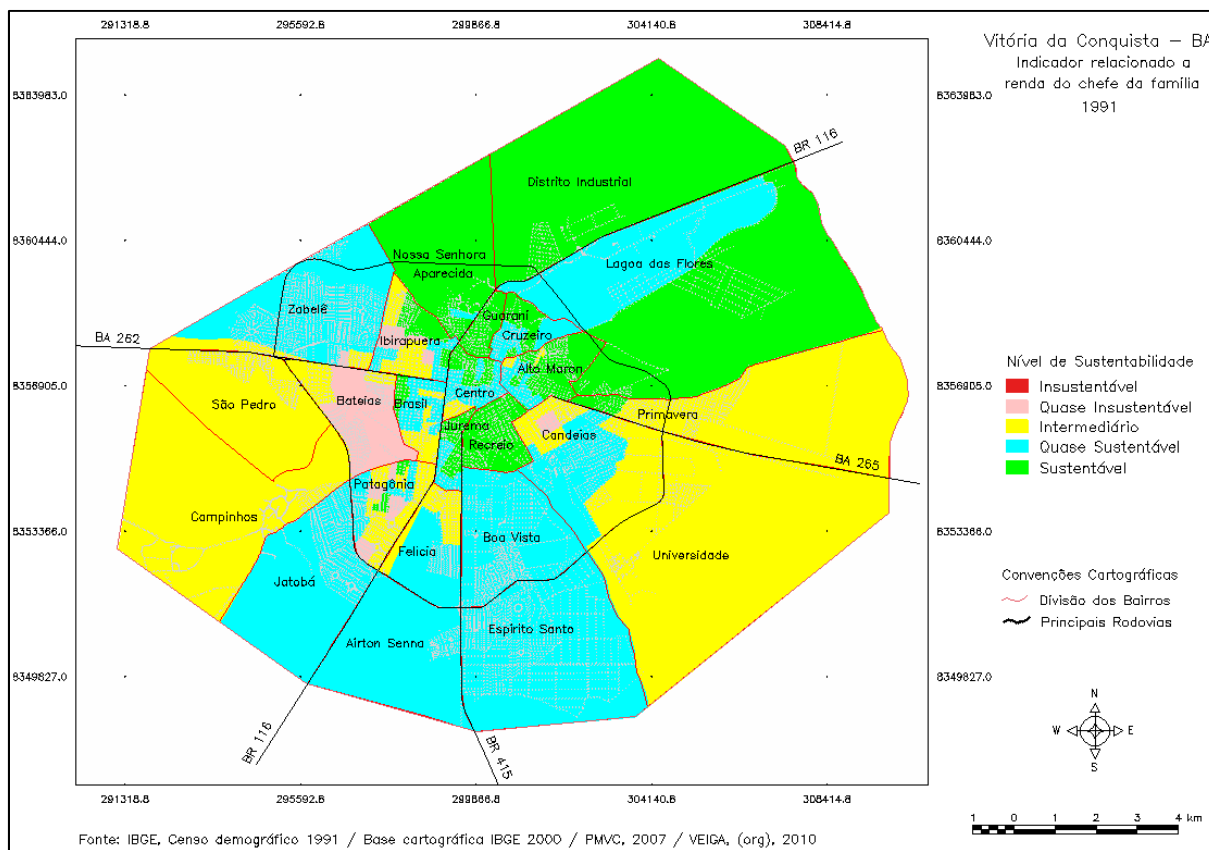 291318.8 295592.8 299866.8 304140.8 308414.8
Vitória da Conquista - BA
Indicador relacionado a
renda do chefe da família
1991
8363983.0 8363983.0
BR 116
Distrito Industrial
8360444.0 8360444.0
Nossa Senhora
Aparecida
Lagoa das Flores
Zabelê
Guarani
Ibirapuera
Cruzeiro
BA 262
Alto Maron
Nível de Sustentabilidade
8356905.0 8356905.0
Insustentável
Quase Insustentável
Intermediário
Quase Sustentável
Sustentável
São Pedro
Bateias
Brasil
Centro
Primavera
Jurema
Candeias
Recreio
BA 265
Patagônia
Campinhos
8353366.0 8353366.0
Felicia
Boa Vista
Universidade
Jatobá
Convenções Cartográficas
Divisão dos Bairros
Principais Rodovias
Espirito Santo
Airton Senna
8349827.0 8349827.0
BR 116
BR 415
N
W E
S
291318.8 295592.8 299866.8 304140.8 308414.8
1 0 1 2 4 km
Fonte: IBGE, Censo demográfico 1991 / Base cartográfica IBGE 2000 / PMVC, 2007 / VEIGA, (org), 2010